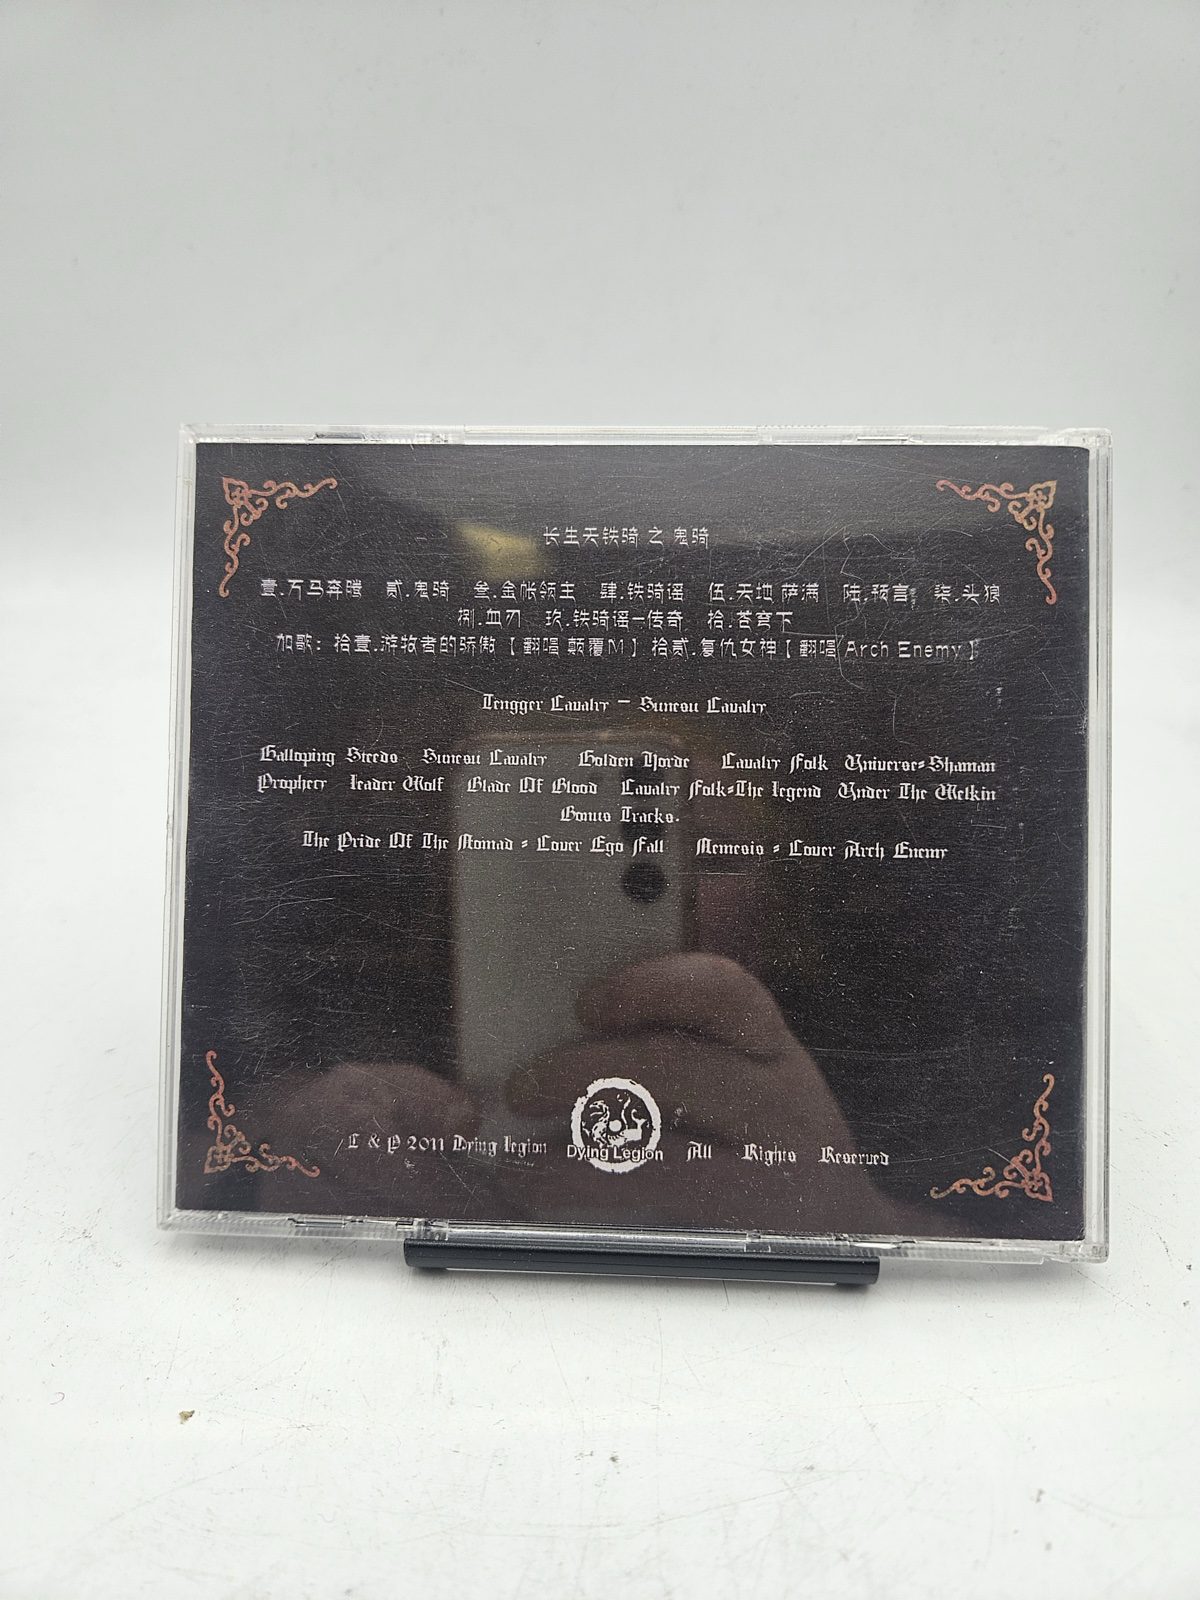 长生天铁骑 之 鬼骑
壹.万马奔腾 贰.鬼骑 叁.金帐领主 肆.铁骑谣 伍.天地萨满 陆.预言 柒.头狼
捌.血刃 玖.铁骑谣-传奇 拾.苍穹下
加歌：拾壹.游牧者的骄傲【翻唱 颠覆M】拾贰.复仇女神【翻唱 Arch Enemy】
Tengger Cavalry - Sunesu Cavalry
Galloping Steeds Sunesu Cavalry Golden Horde Cavalry Folk Universe-Shaman
Prophecy Leader Wolf Blade Of Blood Cavalry Folk-The Legend Under The Welkin
Bonus Tracks.
The Pride Of The Nomad - Cover Ego Fall Nemesis - Cover Arch Enemy
C & P 2011 Dying Legion Dying Legion All Rights Reserved